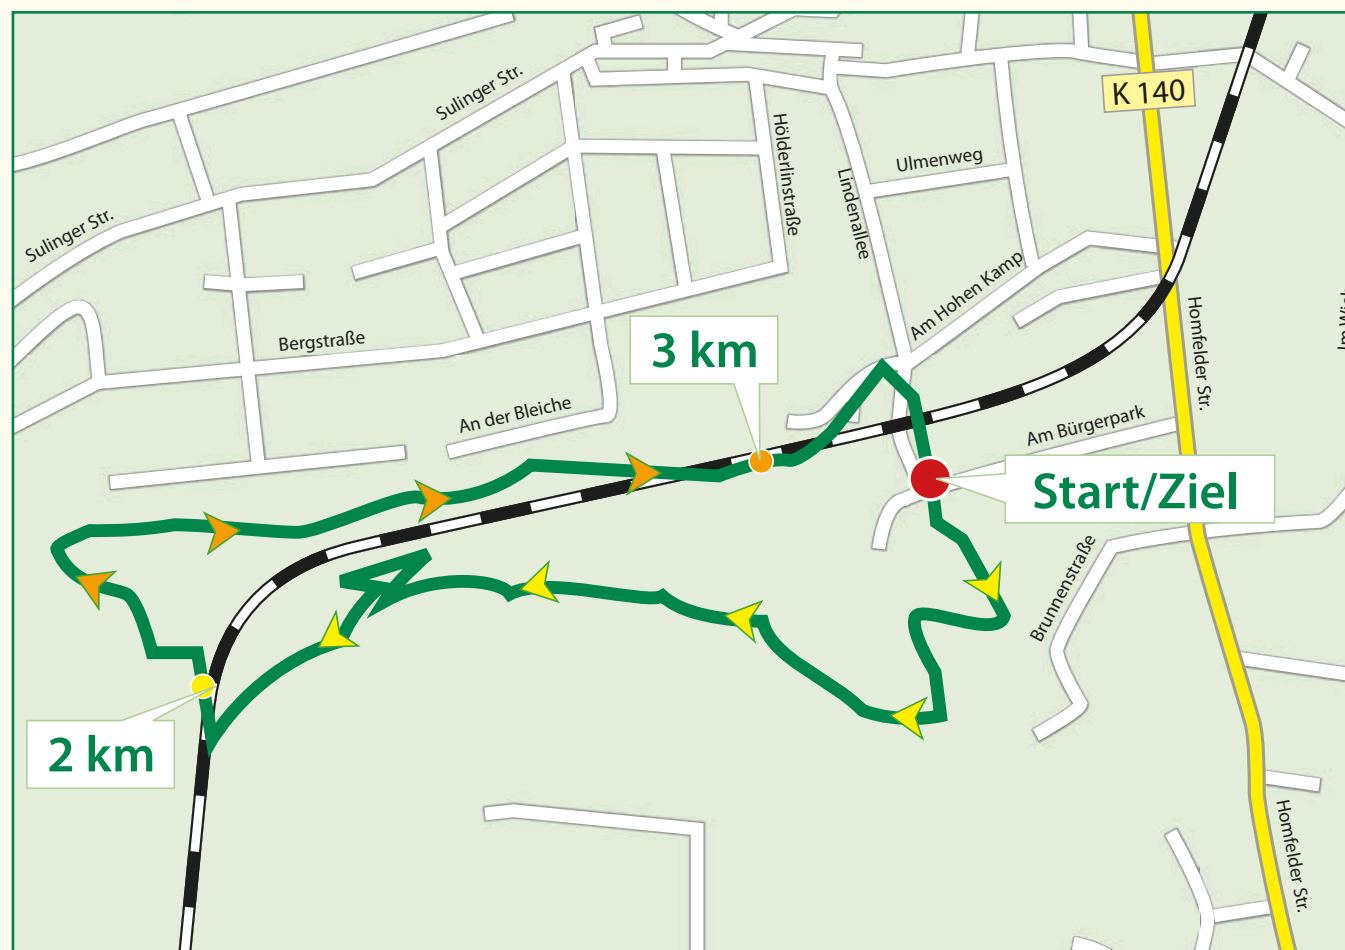 Sulinger Str.
K 140
Hölderlinstraße
Ulmenweg
Lindenallee
Sulinger Str.
Am Hohen Kamp
Homfelder Str.
Bergstraße
3 km
An der Bleiche
Am Bürgerpark
Start/Ziel
Brunnenstraße
2 km
Homfelder Str.